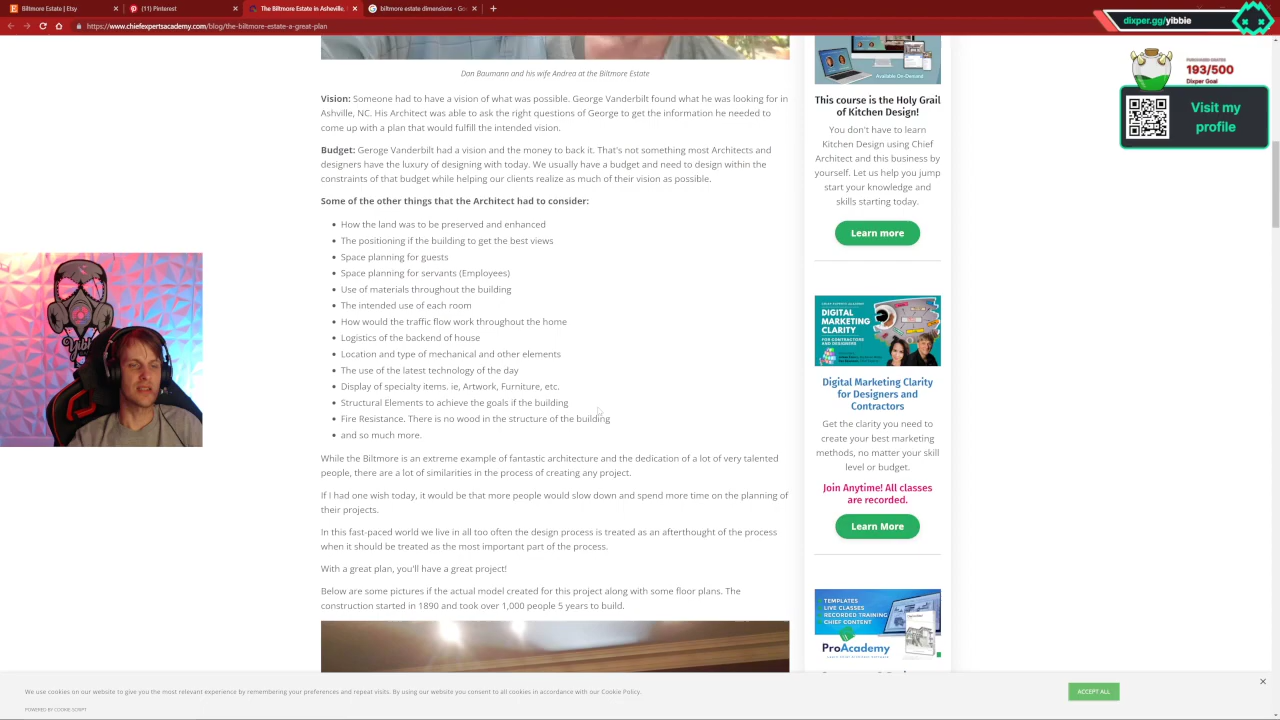 Biltmore Estate | Etsy
(11) Pinterest
The Biltmore Estate in Asheville,
biltmore estate dimensions - Go
https://www.chiefexpertsacademy.com/blog/the-biltmore-estate-a-great-plan
dixper.gg/yibbie
193/500
Dixper Goal
Visit my
profile
Dan Baumann and his wife Andrea at the Biltmore Estate
Vision: Someone had to have a vision of what was possible. George Vanderbilt found what he was looking for in
Ashville, NC. His Architect was able to ask the right questions of George to get the information he needed to
come up with a plan that would fulfill the intended vision.
Budget: Geroge Vanderbilt had a vision and the money to back it. That's not something most Architects and
designers have the luxury of designing with today. We usually have a budget and need to design within the
constraints of that budget while helping our clients realize as much of their vision as possible.
Some of the other things that the Architect had to consider:
How the land was to be preserved and enhanced
The positioning if the building to get the best views
Space planning for guests
Space planning for servants (Employees)
Use of materials throughout the building
The intended use of each room
How would the traffic flow work throughout the home
Logistics of the backend of house
Location and type of mechanical and other elements
The use of the latest technology of the day
Display of specialty items. ie, Artwork, Furniture, etc.
Structural Elements to achieve the goals if the building
Fire Resistance. There is no wood in the structure of the building
and so much more.
While the Biltmore is an extreme example of fantastic architecture and the dedication of a lot of very talented
people, there are a lot of similarities in the process of creating any project.
If I had one wish today, it would be that more people would slow down and spend more time on the planning of
their projects.
In this fast-paced world we live in all too often the design process is treated as an afterthought of the process
when it should be treated as the most important part of the process.
With a great plan, you'll have a great project!
Below are some pictures if the actual model created for this project along with some floor plans. The
construction started in 1890 and took over 1,000 people 5 years to build.
Available On-Demand
This course is the Holy Grail
of Kitchen Design!
You don't have to learn
Kitchen Design using Chief
Architect and this business by
yourself. Let us help you jump
start your knowledge and
skills starting today.
Learn more
DIGITAL
MARKETING
CLARITY
FOR CONTRACTORS
AND DESIGNERS
Digital Marketing Clarity
for Designers and
Contractors
Get the clarity you need to
create your best marketing
methods, no matter your skill
level or budget.
Join Anytime! All classes
are recorded.
Learn More
TEMPLATES
LIVE CLASSES
RECORDED TRAINING
CHIEF CONTENT
ProAcademy
Yibbie
We use cookies on our website to give you the most relevant experience by remembering your preferences and repeat visits. By using our website you consent to all cookies in accordance with our Cookie Policy.
POWERED BY COOKIE-SCRIPT
ACCEPT ALL